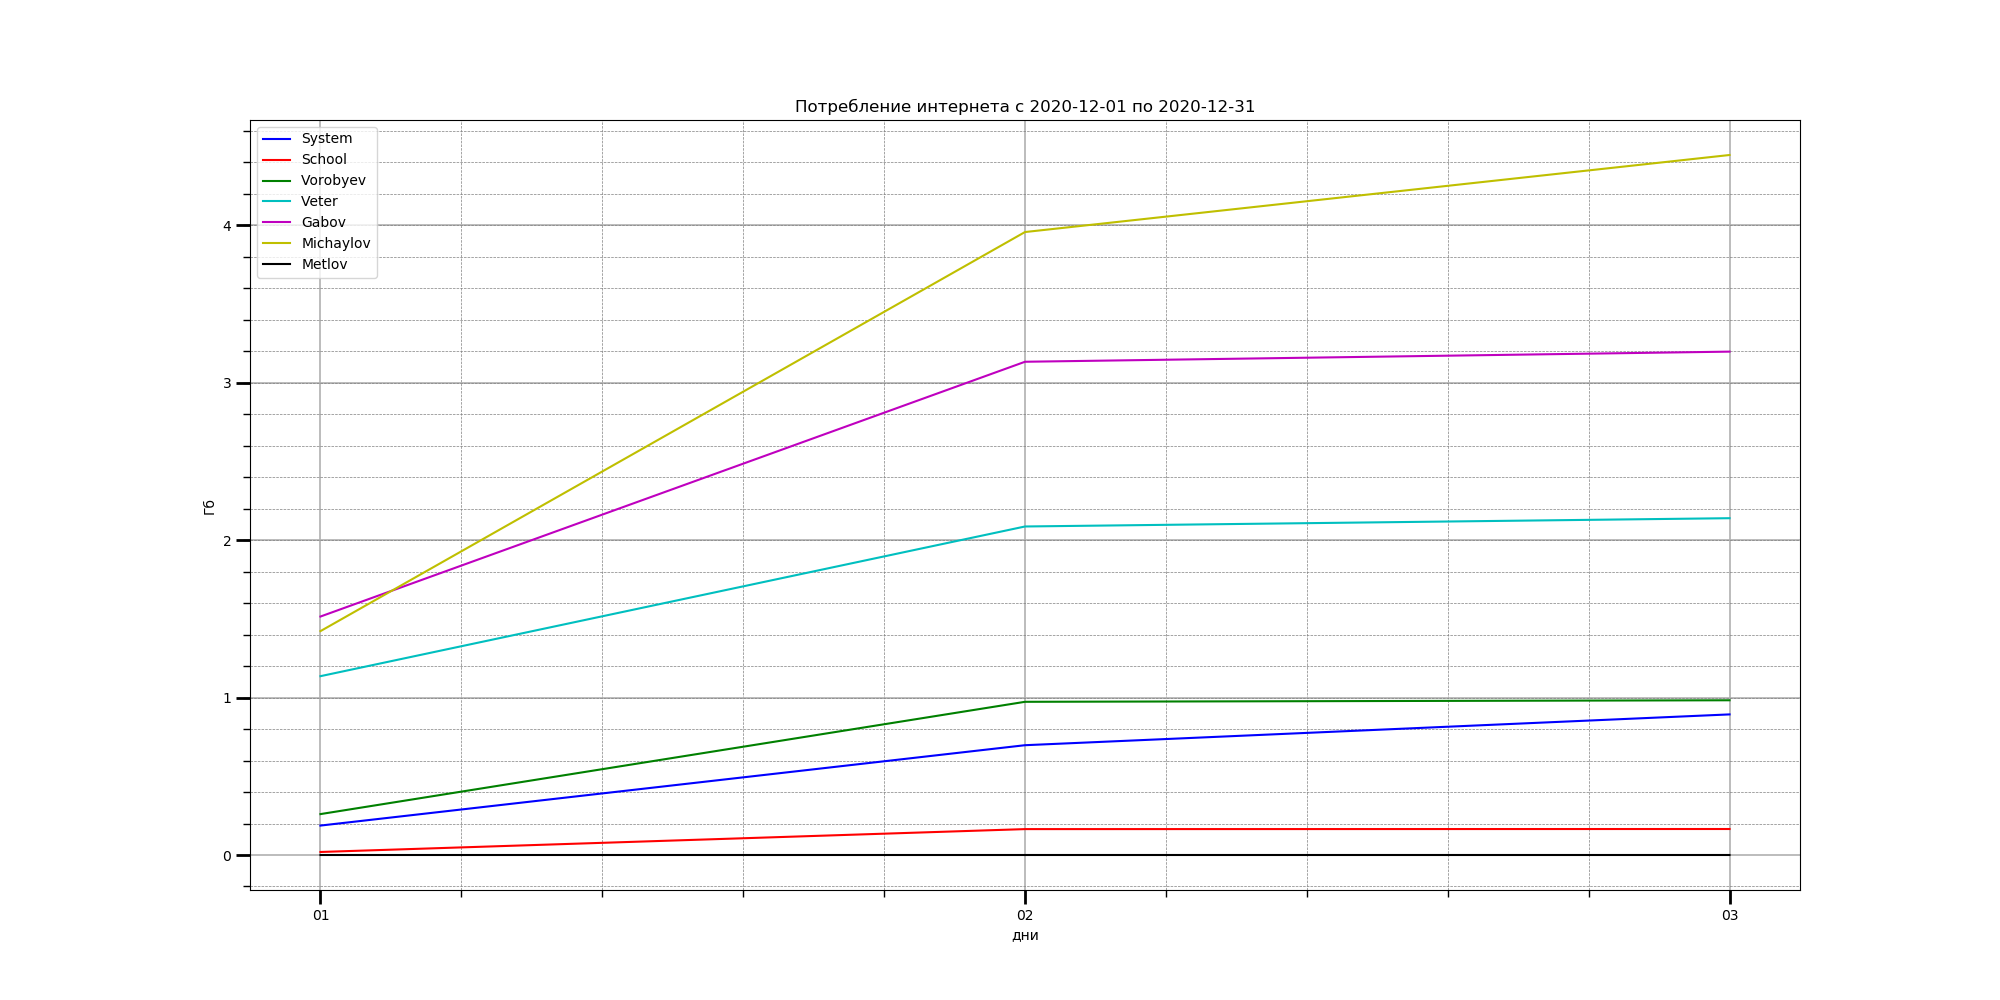 Потребление интернета с 2020-12-01 по 2020-12-31
System
School
Vorobyev
Veter
Gabov
Michaylov
Metlov
4
3
2
1
0
Гб
01 02 03
дни